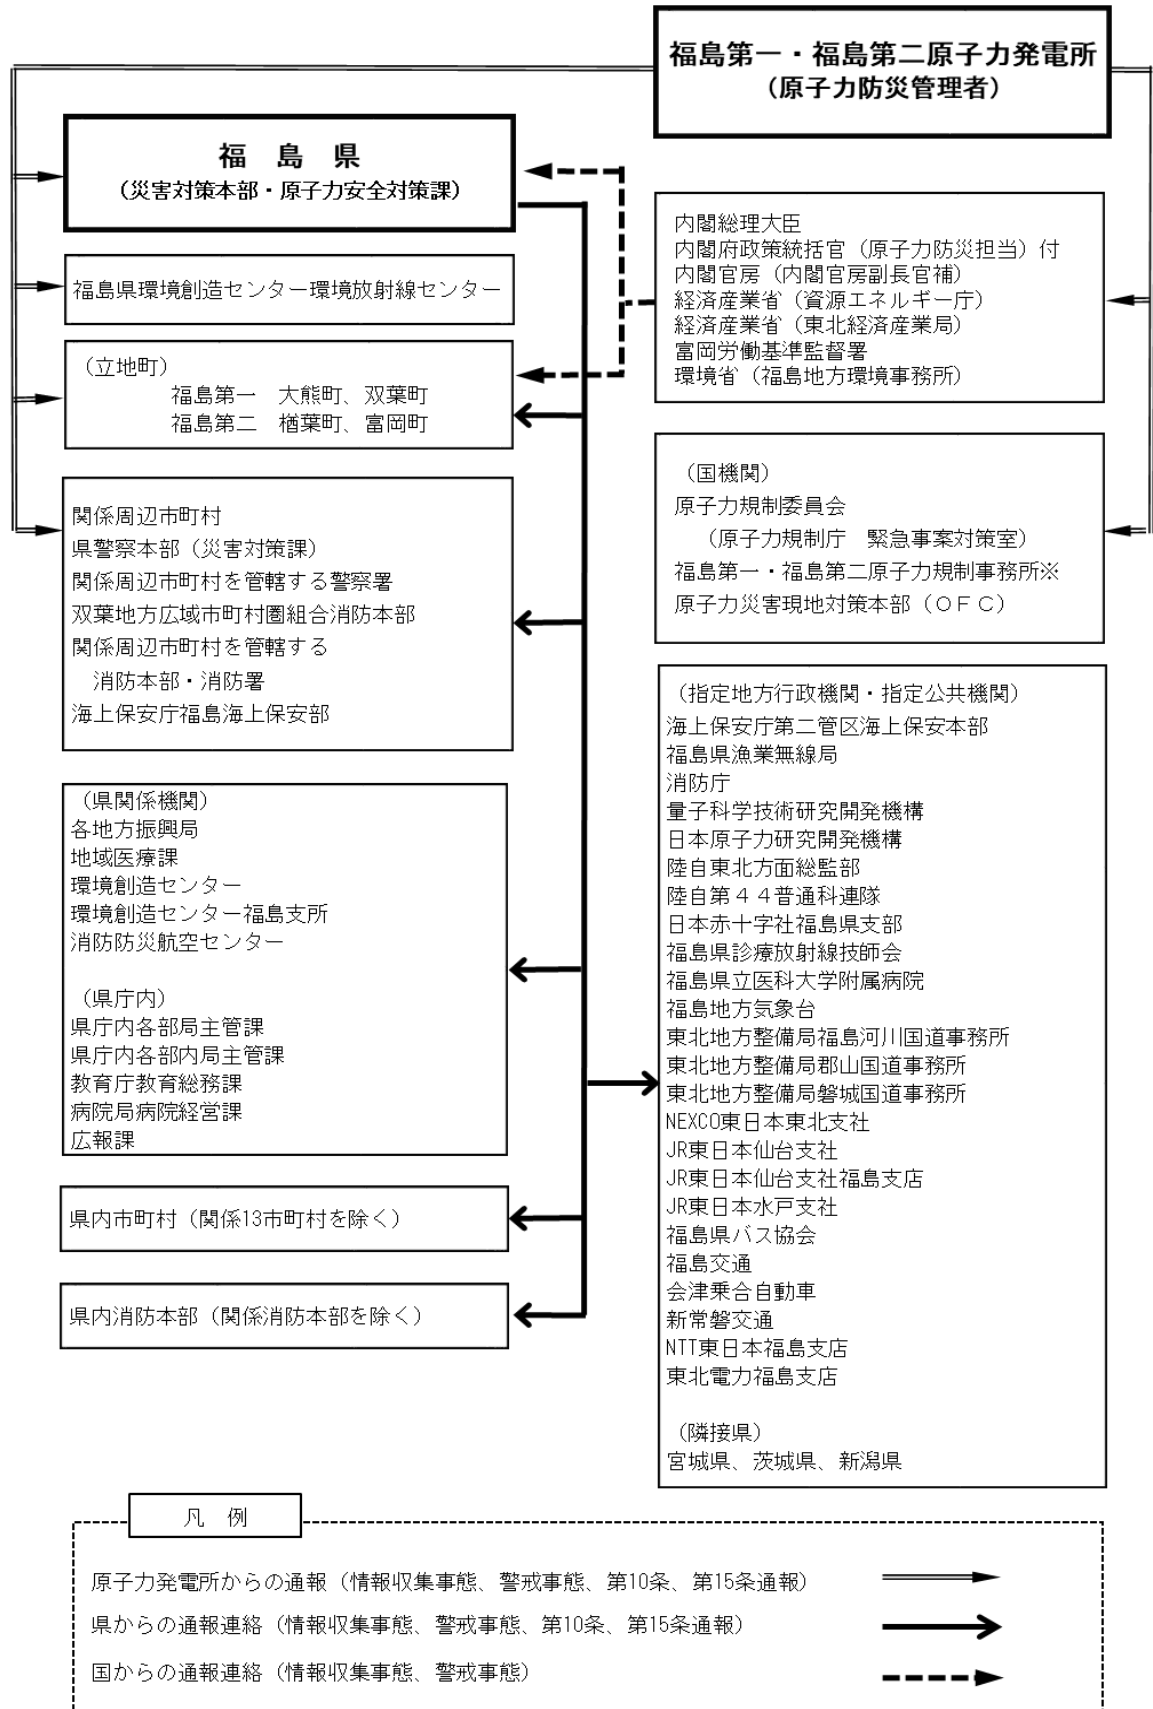 福島第一・福島第二原子力発電所
（原子力防災管理者）
福　島　県
（災害対策本部・原子力安全対策課）
福島県環境創造センター環境放射線センター
（立地町）
福島第一　大熊町、双葉町
福島第二　楢葉町、富岡町
関係周辺市町村
県警察本部（災害対策課）
関係周辺市町村を管轄する警察署
双葉地方広域市町村圏組合消防本部
関係周辺市町村を管轄する
消防本部・消防署
海上保安庁福島海上保安部
（県関係機関）
各地方振興局
地域医療課
環境創造センター
環境創造センター福島支所
消防防災航空センター
（県庁内）
県庁内各部局主管課
県庁内各部内局主管課
教育庁教育総務課
病院局病院経営課
広報課
県内市町村（関係13市町村を除く）
県内消防本部（関係消防本部を除く）
内閣総理大臣
内閣府政策統括官（原子力防災担当）付
内閣官房（内閣官房副長官補）
経済産業省（資源エネルギー庁）
経済産業省（東北経済産業局）
富岡労働基準監督署
環境省（福島地方環境事務所）
（国機関）
原子力規制委員会
（原子力規制庁　緊急事案対策室）
福島第一・福島第二原子力規制事務所※
原子力災害現地対策本部（ＯＦＣ）
（指定地方行政機関・指定公共機関）
海上保安庁第二管区海上保安本部
福島県漁業無線局
消防庁
量子科学技術研究開発機構
日本原子力研究開発機構
陸自東北方面総監部
陸自第４４普通科連隊
日本赤十字社福島県支部
福島県診療放射線技師会
福島県立医科大学附属病院
福島地方気象台
東北地方整備局福島河川国道事務所
東北地方整備局郡山国道事務所
東北地方整備局磐城国道事務所
NEXCO東日本東北支社
JR東日本仙台支社
JR東日本仙台支社福島支店
JR東日本水戸支社
福島県バス協会
福島交通
会津乗合自動車
新常磐交通
NTT東日本福島支店
東北電力福島支店
（隣接県）
宮城県、茨城県、新潟県
凡　例
原子力発電所からの通報（情報収集事態、警戒事態、第10条、第15条通報）
県からの通報連絡（情報収集事態、警戒事態、第10条、第15条通報）
国からの通報連絡（情報収集事態、警戒事態）